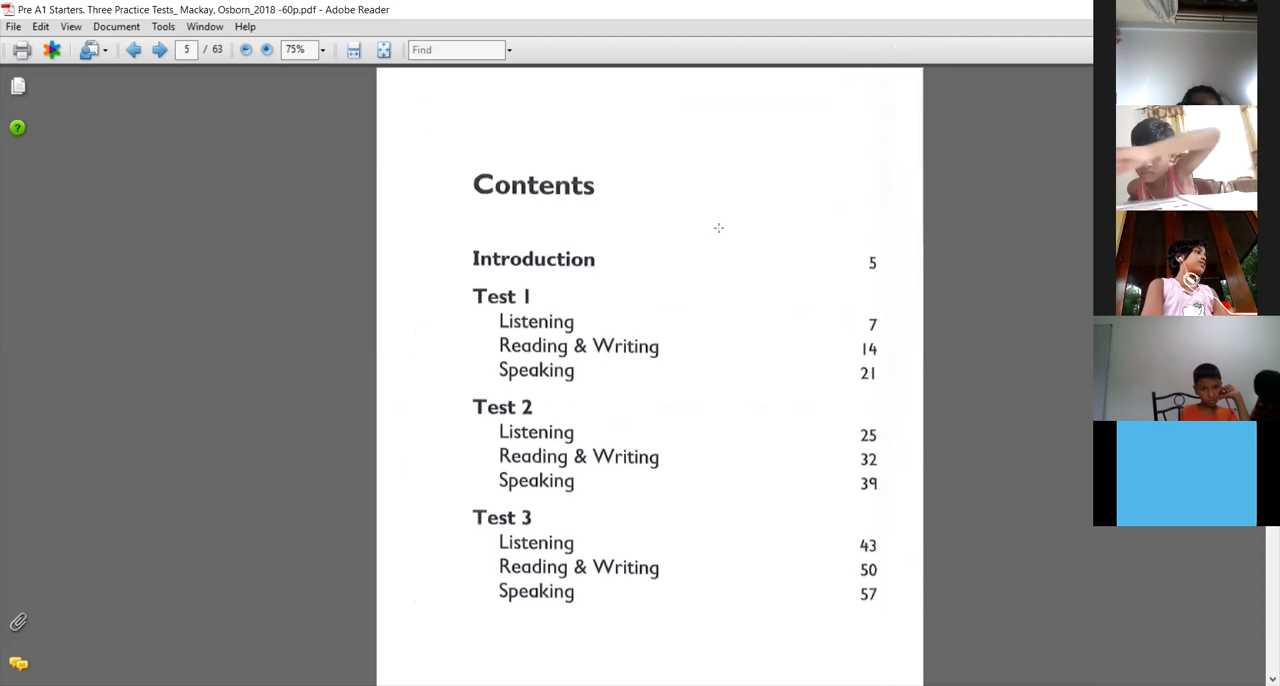 Pre A1 Starters. Three Practice Tests_ Mackay, Osborn_2018 -60p.pdf - Adobe Reader
File Edit View Document Tools Window Help
5 / 63 75% Find
Contents
Introduction 5
Test 1
Listening 7
Reading & Writing 14
Speaking 21
Test 2
Listening 25
Reading & Writing 32
Speaking 39
Test 3
Listening 43
Reading & Writing 50
Speaking 57